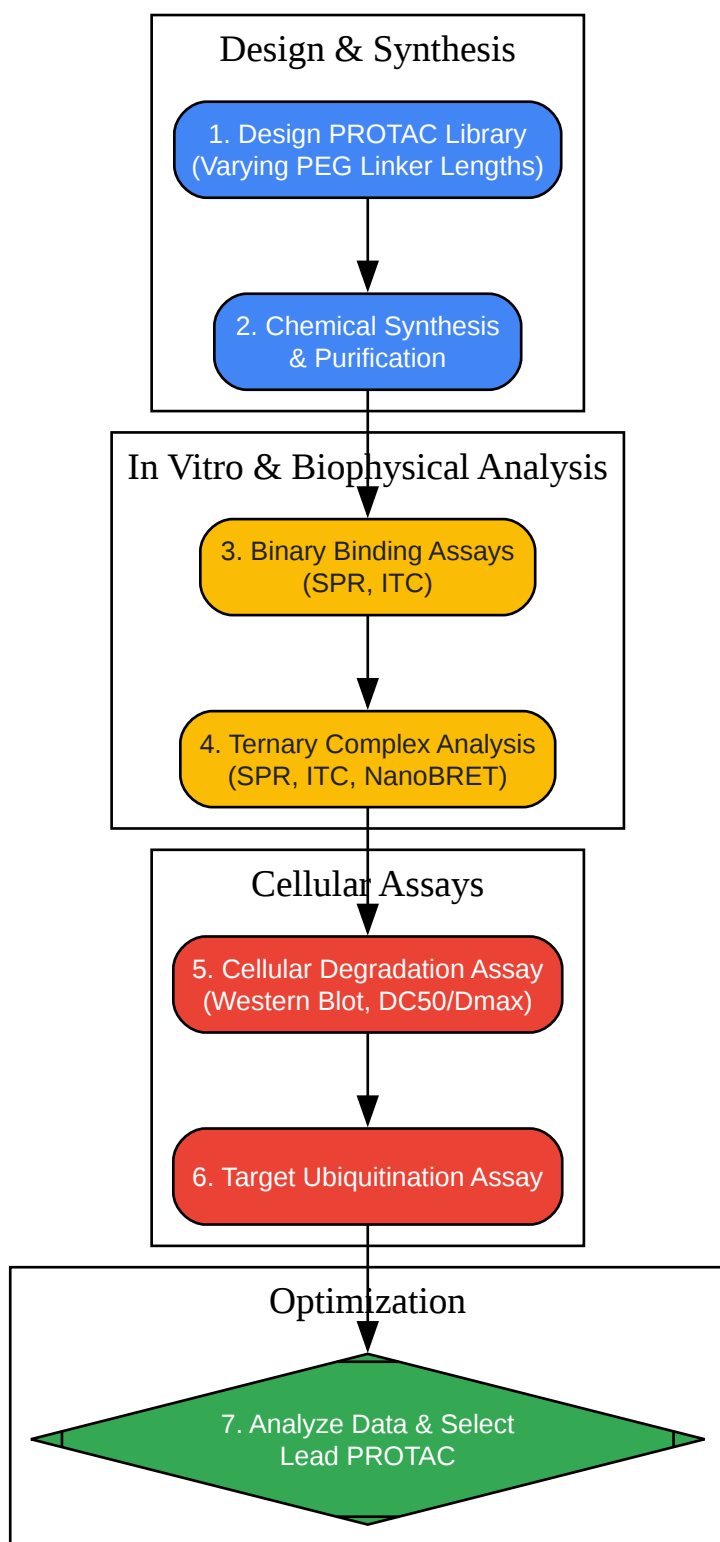 Design & Synthesis
1. Design PROTAC Library
(Varying PEG Linker Lengths)
2. Chemical Synthesis
& Purification
In Vitro & Biophysical Analysis
3. Binary Binding Assays
(SPR, ITC)
4. Ternary Complex Analysis
(SPR, ITC, NanoBRET)
Cellular Assays
5. Cellular Degradation Assay
(Western Blot, DC50/Dmax)
6. Target Ubiquitination Assay
Optimization
7. Analyze Data & Select
Lead PROTAC